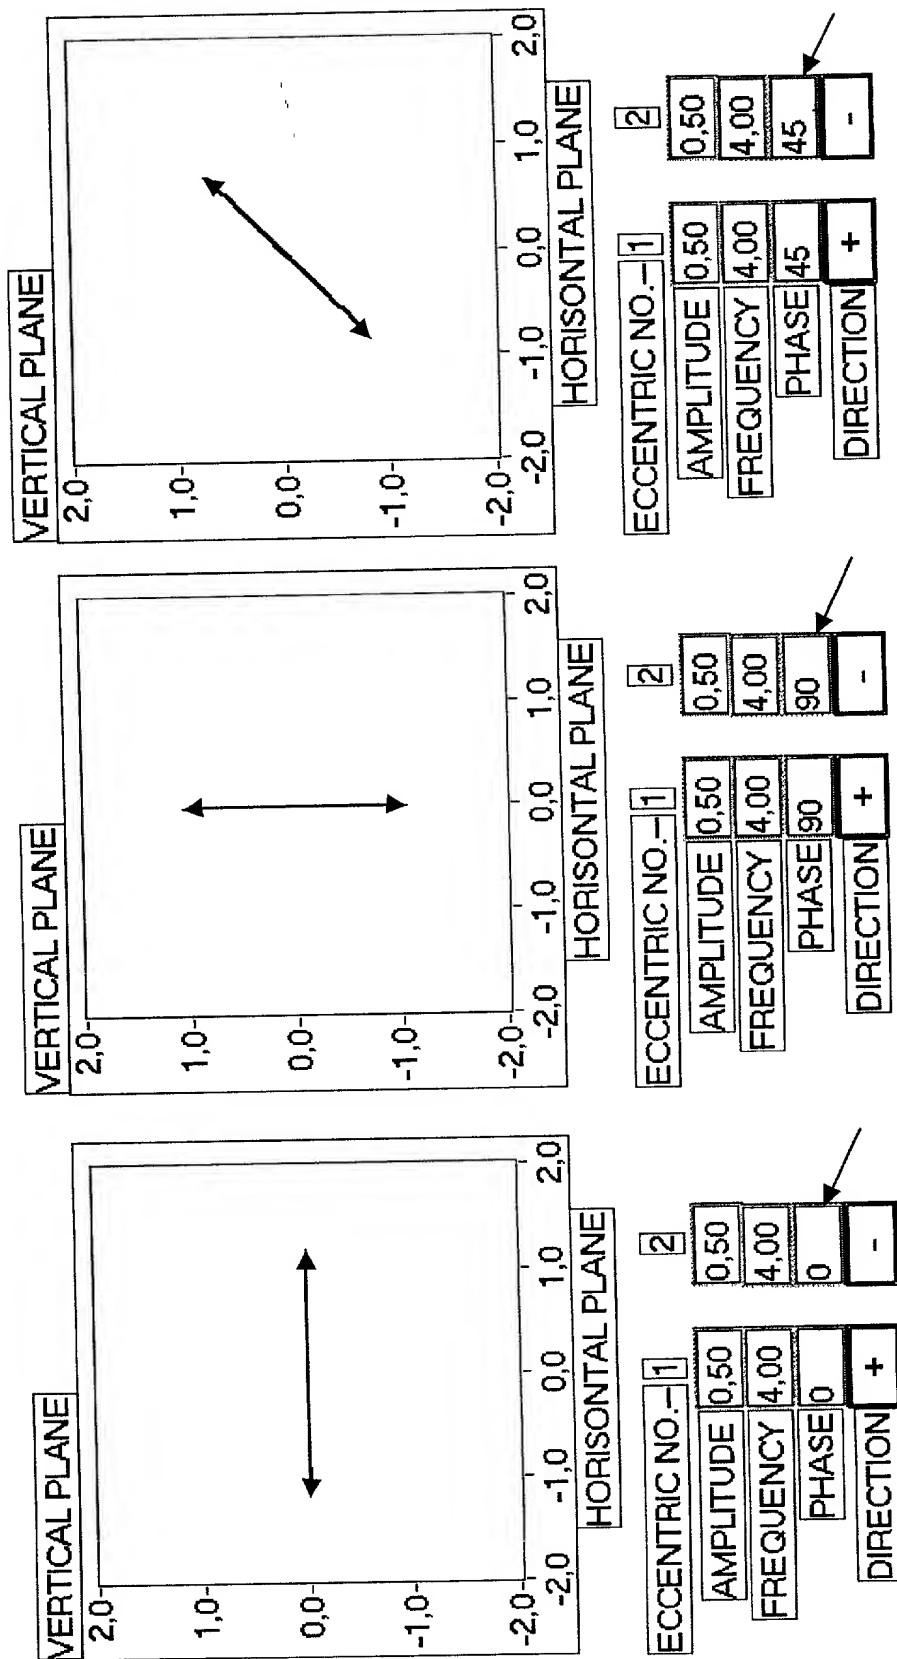 VERTICAL PLANE
2,0-
1,0-
0,0-
-1,0-
-2,0-
-2,0 -1,0 0,0 1,0 2,0
HORISONTAL PLANE
ECCENTRIC NO.– 1 2
AMPLITUDE 0,50 0,50
FREQUENCY 4,00 4,00
PHASE 0 0
DIRECTION + -
VERTICAL PLANE
2,0-
1,0-
0,0-
-1,0-
-2,0-
-2,0 -1,0 0,0 1,0 2,0
HORISONTAL PLANE
ECCENTRIC NO.– 1 2
AMPLITUDE 0,50 0,50
FREQUENCY 4,00 4,00
PHASE 90 90
DIRECTION + -
VERTICAL PLANE
2,0-
1,0-
0,0-
-1,0-
-2,0-
-2,0 -1,0 0,0 1,0 2,0
HORISONTAL PLANE
ECCENTRIC NO.– 1 2
AMPLITUDE 0,50 0,50
FREQUENCY 4,00 4,00
PHASE 45 45
DIRECTION + -